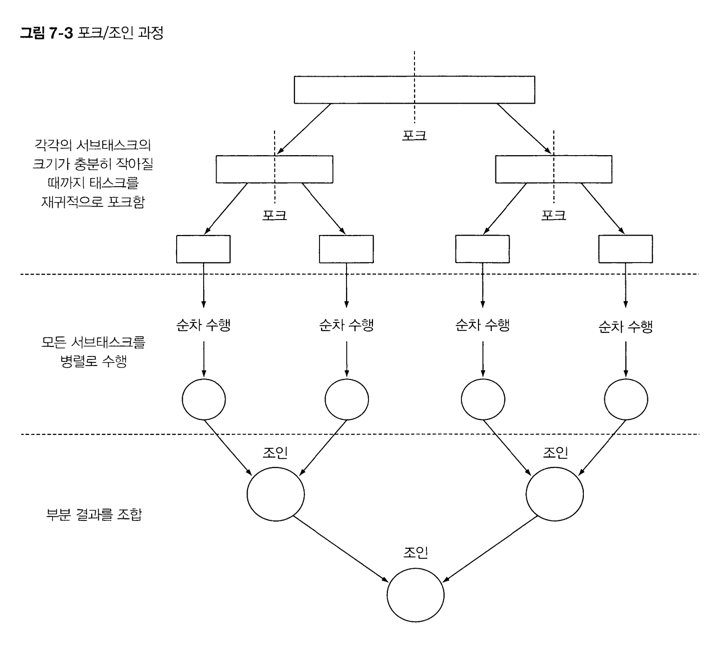 그림 7-3 포크/조인 과정
포크
각각의 서브태스크의
크기가 충분히 작아질
때까지 태스크를
재귀적으로 포크함
포크
포크
순차 수행
순차 수행
순차 수행
순차 수행
모든 서브태스크를
병렬로 수행
조인
조인
부분 결과를 조합
조인